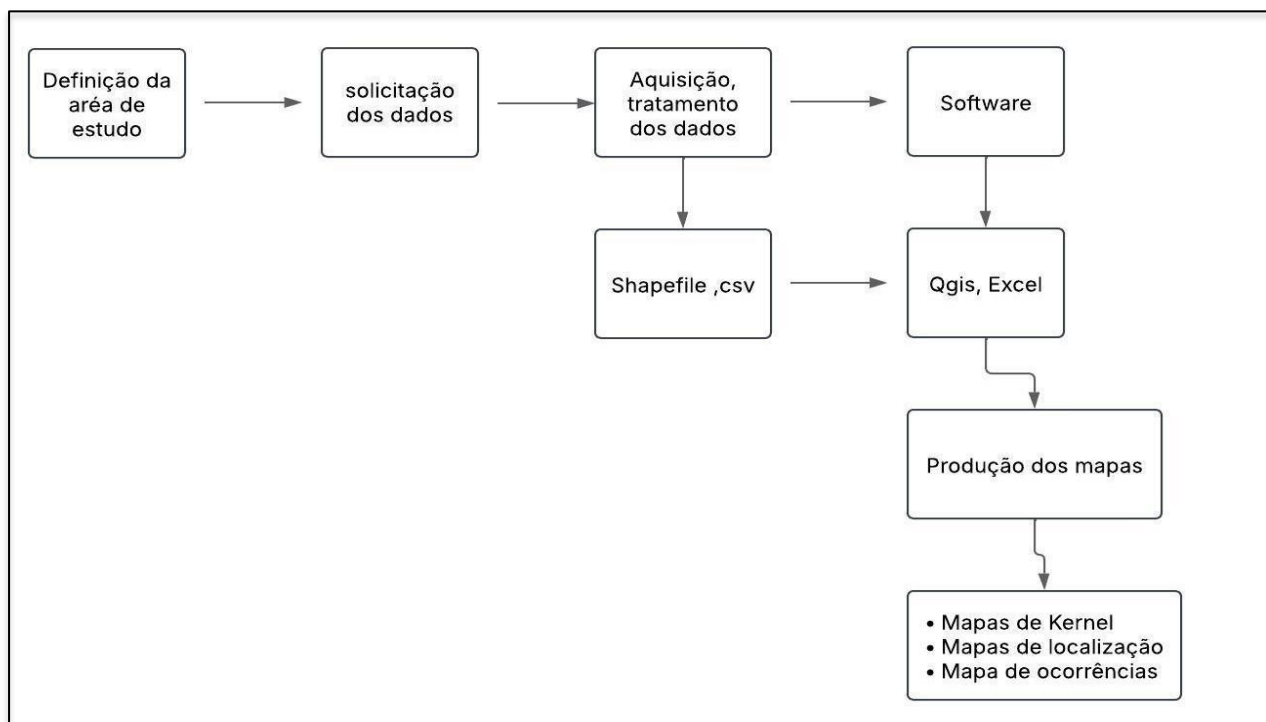 Definição da
aréa de
estudo
solicitação
dos dados
Aquisição,
tratamento
dos dados
Software
Shapefile ,csv
Qgis, Excel
Produção dos mapas
• Mapas de Kernel
• Mapas de localização
• Mapa de ocorrências